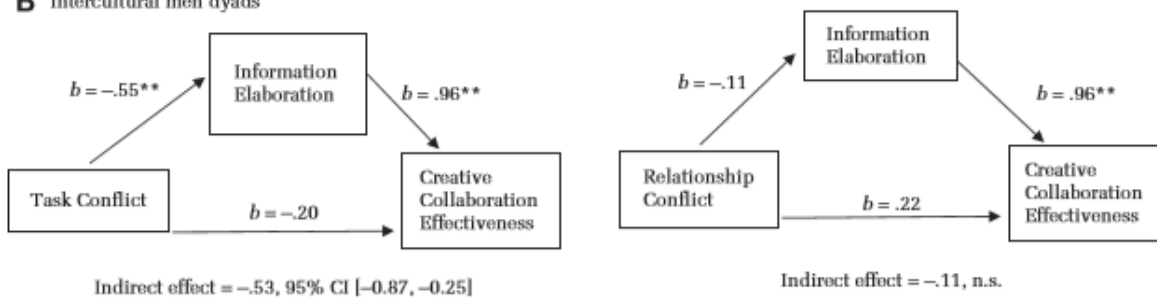 B Intercultural men dyads
Information
Elaboration
b = –.55**
b = .96**
Task Conflict
Creative
Collaboration
Effectiveness
b = –.20
Indirect effect = –.53, 95% CI [–0.87, –0.25]
Information
Elaboration
b = –.11
b = .96**
Relationship
Conflict
Creative
Collaboration
Effectiveness
b = .22
Indirect effect = –.11, n.s.